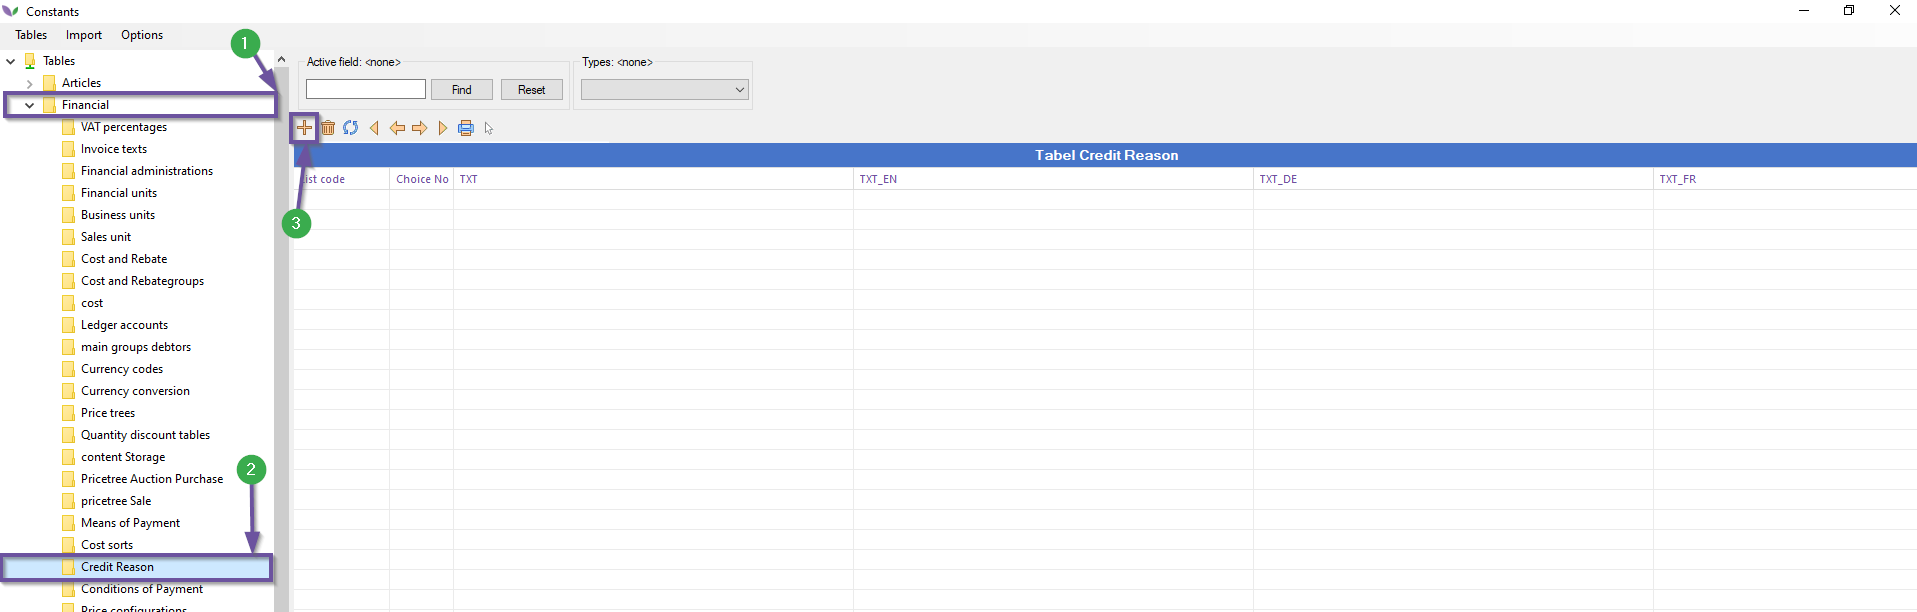 Constants
Tables Import Options
1
Tables
Articles
Financial
VAT percentages
Invoice texts
Financial administrations
Financial units
Business units
Sales unit
Cost and Rebate
Cost and Rebategroups
cost
Ledger accounts
main groups debtors
Currency codes
Currency conversion
Price trees
Quantity discount tables
content Storage
2
Pricetree Auction Purchase
pricetree Sale
Means of Payment
Cost sorts
Credit Reason
Conditions of Payment
Price configurations
Active field: <none>
Find Reset
Types: <none>
3
Tabel Credit Reason
ist code Choice No TXT TXT_EN TXT_DE TXT_FR